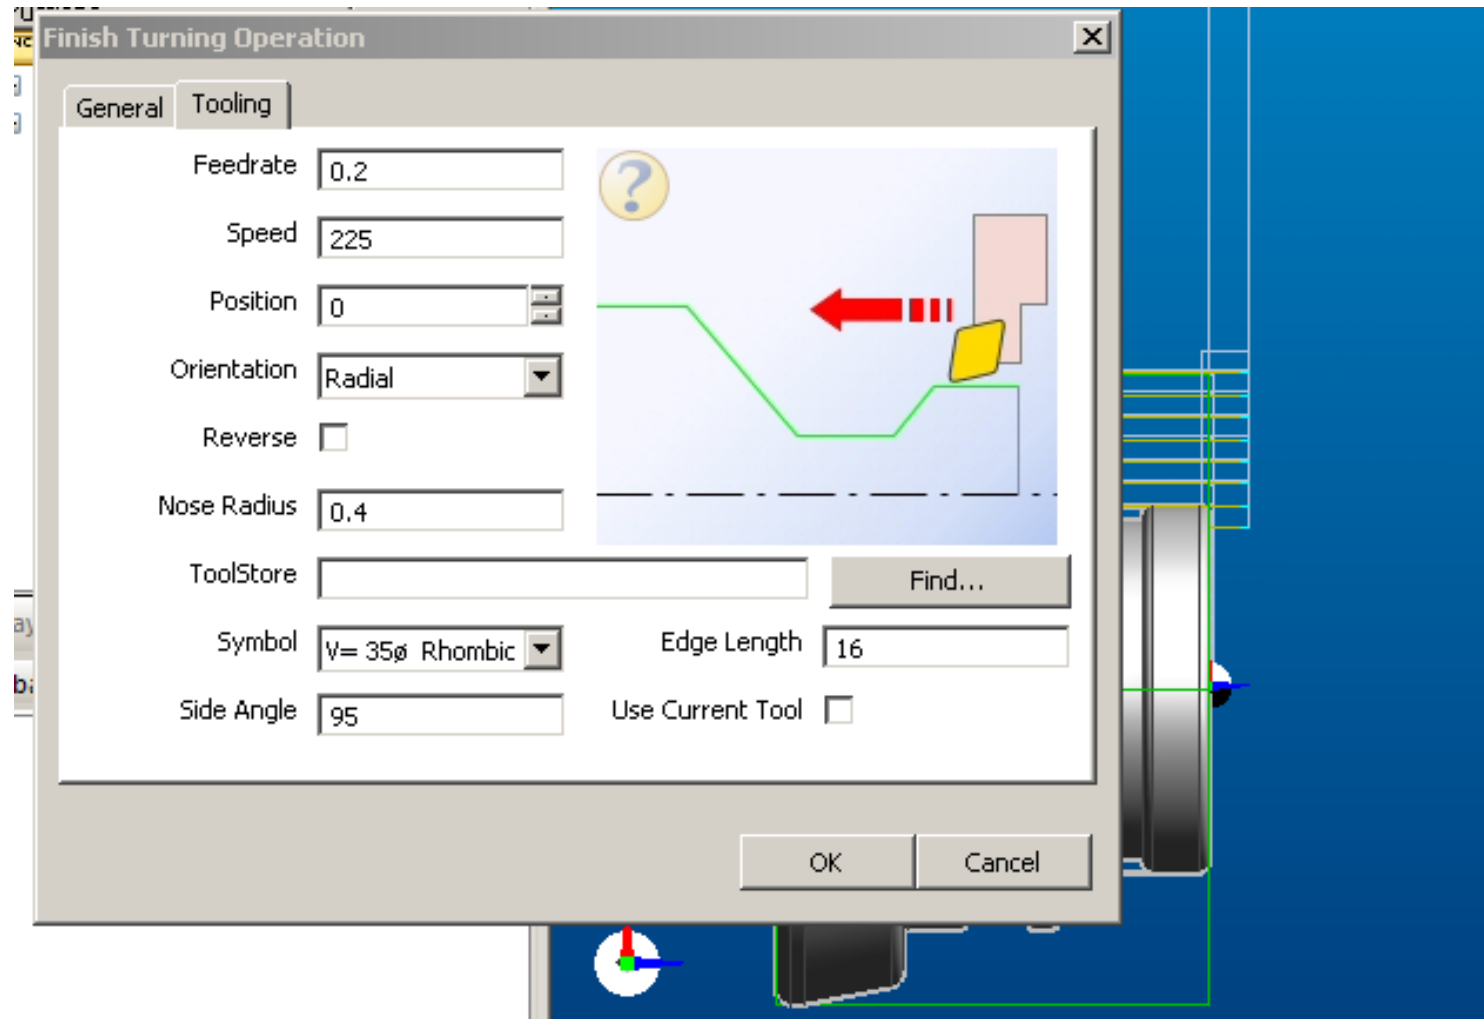 Finish Turning Operation
General Tooling
Feedrate 0.2
Speed 225
Position 0
Orientation Radial
Reverse
Nose Radius 0.4
ToolStore Find...
Symbol V= 35ø Rhombic Edge Length 16
Side Angle 95 Use Current Tool
OK Cancel